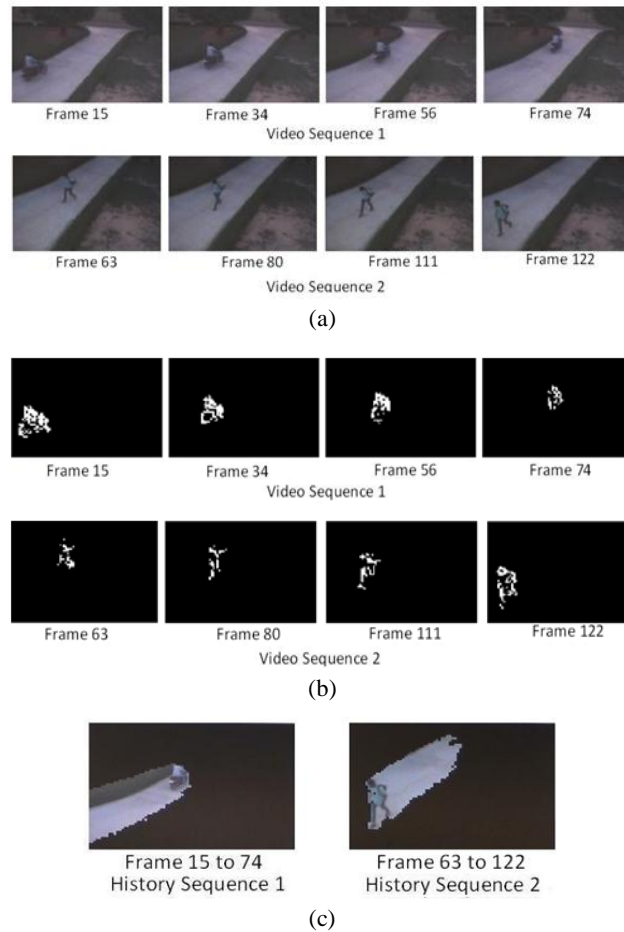 Frame 15 Frame 34 Frame 56 Frame 74
Video Sequence 1
Frame 63 Frame 80 Frame 111 Frame 122
Video Sequence 2
(a)
Frame 15 Frame 34 Frame 56 Frame 74
Video Sequence 1
Frame 63 Frame 80 Frame 111 Frame 122
Video Sequence 2
(b)
Frame 15 to 74 Frame 63 to 122
History Sequence 1 History Sequence 2
(c)